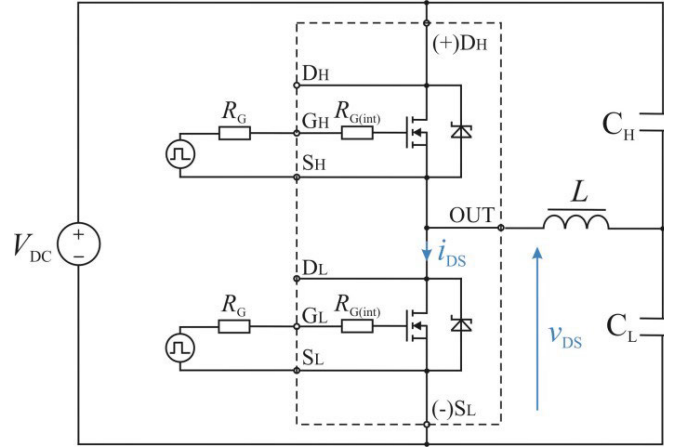 (+)DH
DH
RG
GH
RG(int)
SH
CH
L
OUT
VDC
+
−
iDS
DL
RG
GL
RG(int)
SL
CL
vDS
(-)SL